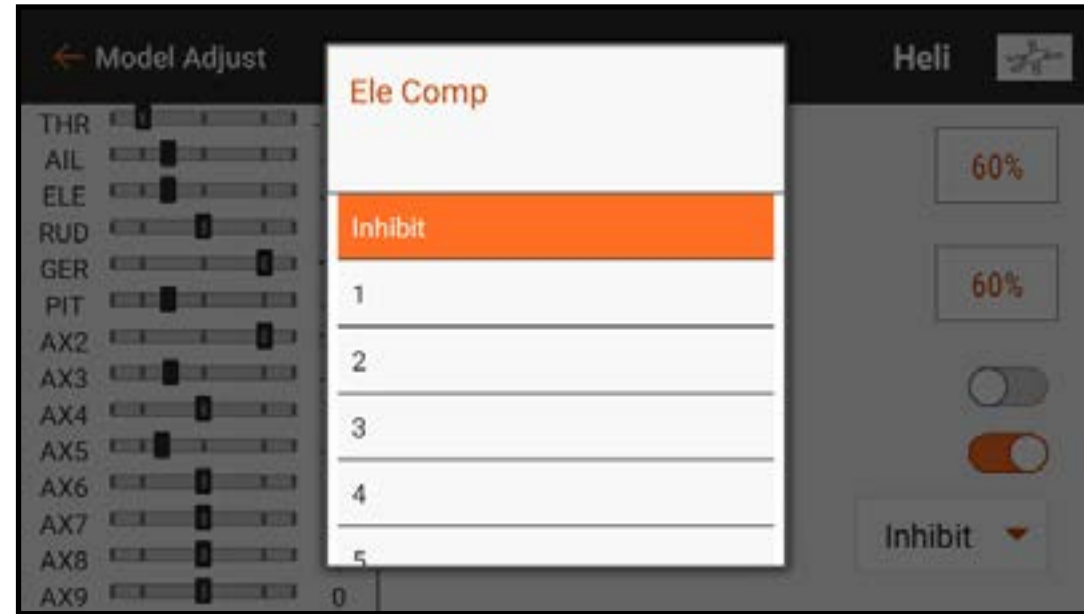 ← Model Adjust
Heli
Ele Comp
Inhibit
1
2
3
4
5
THR
AIL
ELE
RUD
GER
PIT
AX2
AX3
AX4
AX5
AX6
AX7
AX8
AX9 0
60%
60%
Inhibit